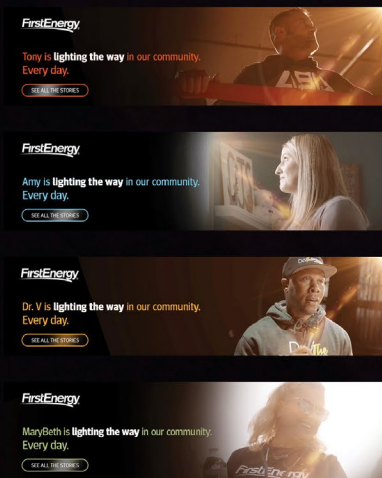 FirstEnergy
Tony is lighting the way in our community.
Every day.
SEE ALL THE STORIES
FirstEnergy
Amy is lighting the way in our community.
Every day.
SEE ALL THE STORIES
FirstEnergy
Dr. V is lighting the way in our community.
Every day.
SEE ALL THE STORIES
FirstEnergy
MaryBeth is lighting the way in our community.
Every day.
SEE ALL THE STORIES
FirstEnergy